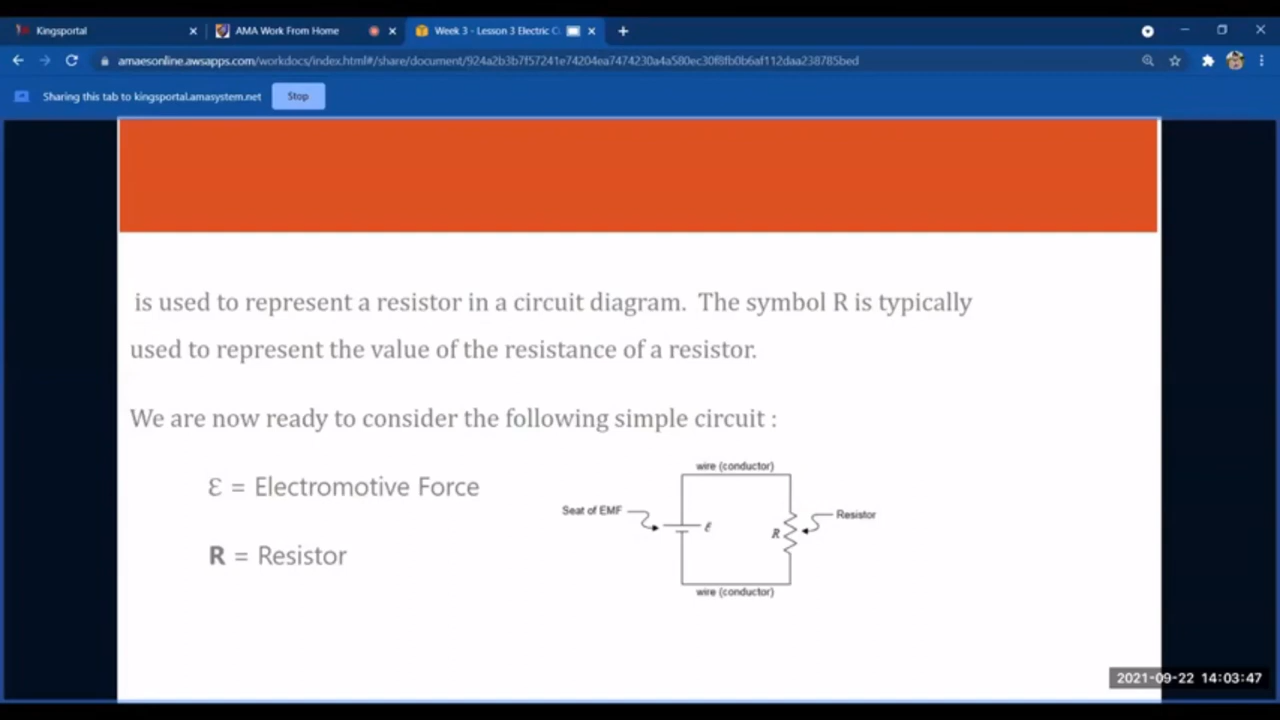 Kingsportal
AMA Work From Home
Week 3 - Lesson 3 Electric C
amaesonline.awsapps.com/workdocs/index.html#/share/document/924a2b3b7f57241e74204ea7474230a4a580ec30f8fb0b6af112daa238785bed
Sharing this tab to kingsportal.amasystem.net
Stop
is used to represent a resistor in a circuit diagram. The symbol R is typically
used to represent the value of the resistance of a resistor.
We are now ready to consider the following simple circuit :
Ɛ = Electromotive Force
R = Resistor
wire (conductor)
Seat of EMF
ℰ
R
Resistor
wire (conductor)
2021-09-22 14:03:47